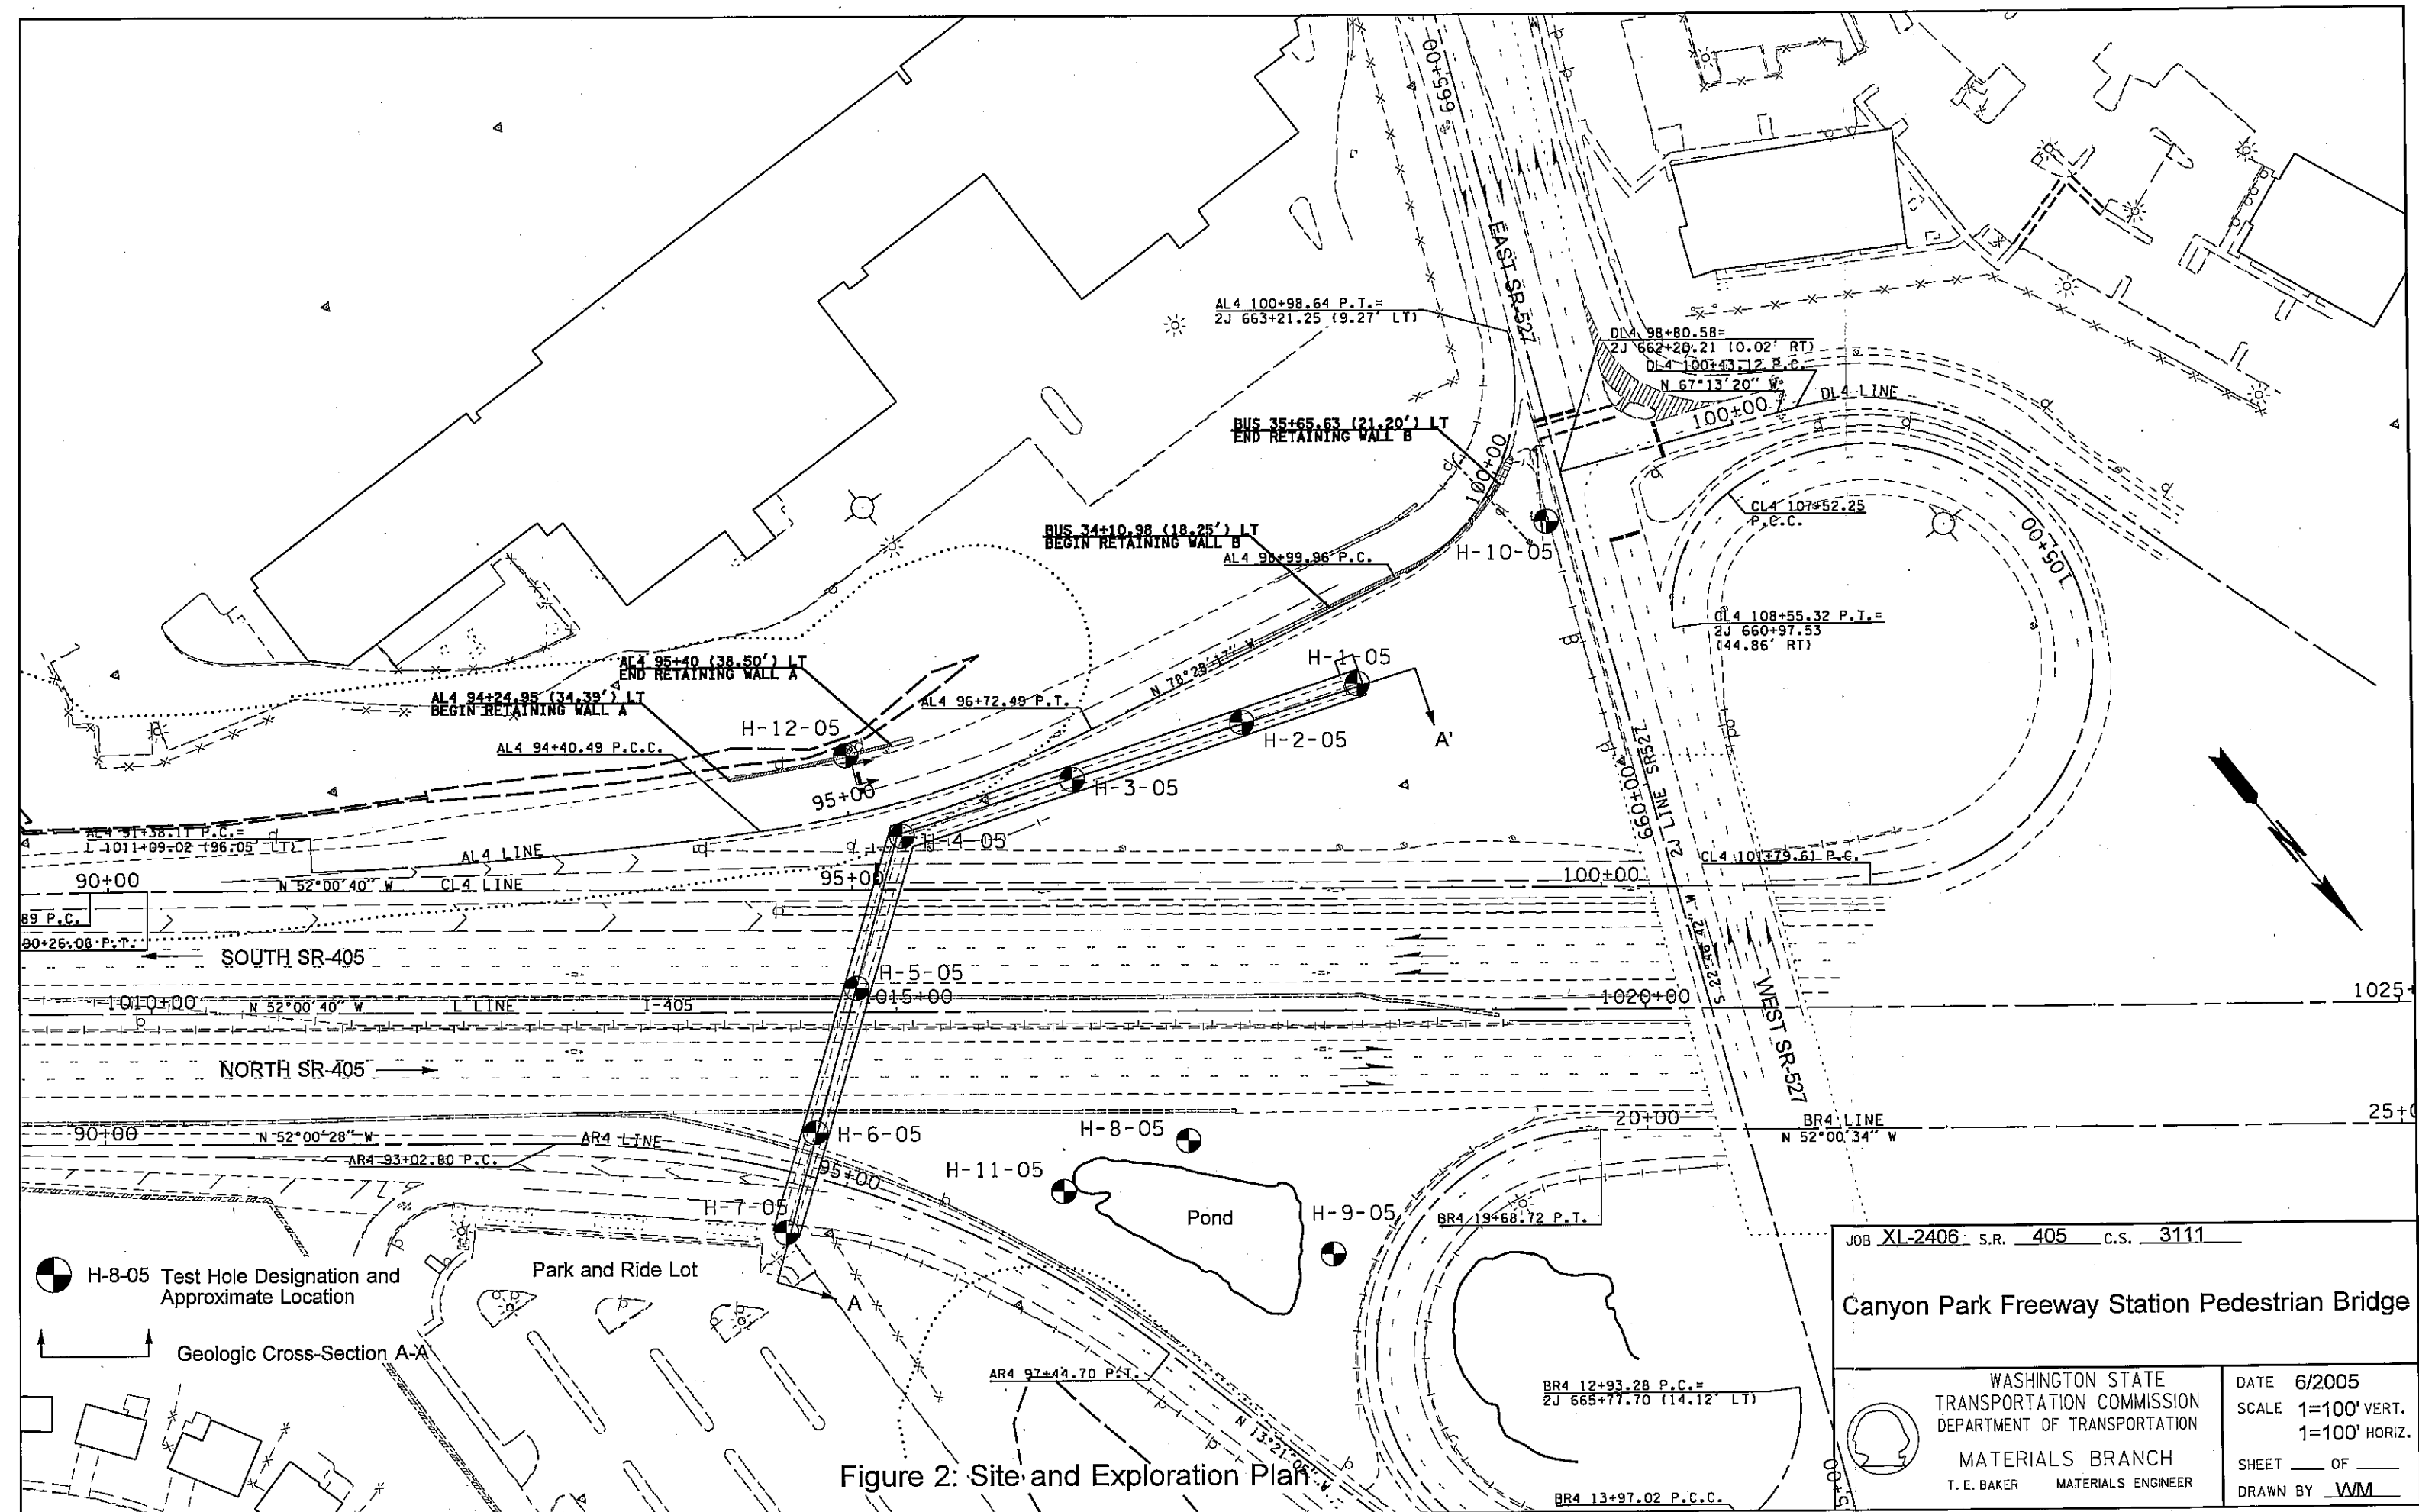 665+00
EAST SR-527
AL4 100+98.64 P.T.=
2J 663+21.25 (9.27' LT)
DL4 98+80.58=
2J 662+20.21 (0.02' RT)
DL4 100+43.12 P.C.
N 67°13'20" W
DL4 LINE
100+00
BUS 35+65.63 (21.20') LT
END RETAINING WALL B
100+00
CL4 107+52.25
P.C.C.
105+00
BUS 34+10.98 (18.25') LT
BEGIN RETAINING WALL B
AL4 98+99.96 P.C.
H-10-05
CL4 108+55.32 P.T.=
2J 660+97.53
(44.86' RT)
AL4 95+40 (38.50') LT
END RETAINING WALL A
N 78°28'17" W
H-1-05
AL4 94+24.95 (34.39') LT
BEGIN RETAINING WALL A
AL4 96+72.49 P.T.
H-12-05
H-2-05
A'
AL4 94+40.49 P.C.C.
H-3-05
95+00
660+00
2J LINE SR527
N
AL4 91+38.11 P.C.=
L 1011+09.02 (96.05' LT)
H-4-05
AL4 LINE
CL4 101+79.61 P.C.
90+00
N 52°00'40" W
CL4 LINE
95+00
100+00
89 P.C.
90+26.06 P.T.
S 22°46'42" W
SOUTH SR-405
H-5-05
1010+00
N 52°00'40" W
L LINE
I-405
1015+00
1020+00
1025+
WEST SR-527
NORTH SR-405
90+00
N 52°00'28" W
AR4 LINE
H-6-05
H-8-05
20+00
BR4 LINE
25+0
N 52°00'34" W
AR4 93+02.80 P.C.
95+00
H-11-05
H-7-05
Pond
H-9-05
BR4 19+68.72 P.T.
H-8-05 Test Hole Designation and
Approximate Location
Park and Ride Lot
A
Geologic Cross-Section A-A'
AR4 97+44.70 P.T.
BR4 12+93.28 P.C.=
2J 665+77.70 (14.12' LT)
N 13°21'05" W
BR4 13+97.02 P.C.C.
5+00
Figure 2: Site and Exploration Plan
JOB XL-2406 S.R. 405 C.S. 3111
Canyon Park Freeway Station Pedestrian Bridge
WASHINGTON STATE
TRANSPORTATION COMMISSION
DEPARTMENT OF TRANSPORTATION
MATERIALS BRANCH
T. E. BAKER MATERIALS ENGINEER
DATE 6/2005
SCALE 1=100' VERT.
1=100' HORIZ.
SHEET ___ OF ___
DRAWN BY WM